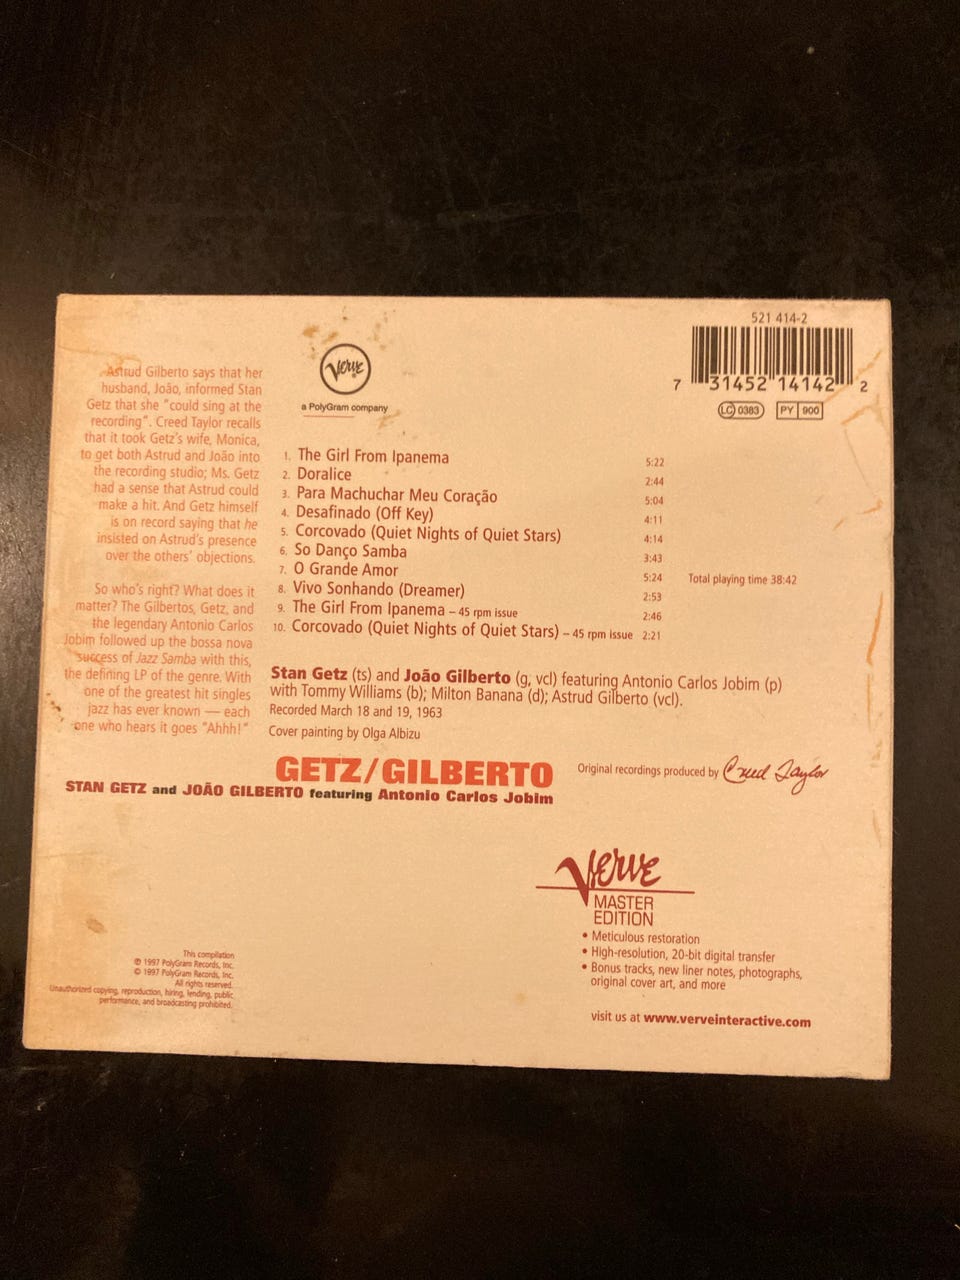 521 414-2
7 31452 14142 2
LC 0383 PY 900
Verve
a PolyGram company
Astrud Gilberto says that her
husband, João, informed Stan
Getz that she "could sing at the
recording". Creed Taylor recalls
that it took Getz's wife, Monica,
to get both Astrud and João into
the recording studio; Ms. Getz
had a sense that Astrud could
make a hit. And Getz himself
is on record saying that he
insisted on Astrud's presence
over the others' objections.
So who's right? What does it
matter? The Gilbertos, Getz, and
the legendary Antonio Carlos
Jobim followed up the bossa nova
success of Jazz Samba with this,
the defining LP of the genre. With
one of the greatest hit singles
jazz has ever known — each
one who hears it goes "Ahhh!"
1. The Girl From Ipanema 5:22
2. Doralice 2:44
3. Para Machuchar Meu Coração 5:04
4. Desafinado (Off Key) 4:11
5. Corcovado (Quiet Nights of Quiet Stars) 4:14
6. So Danço Samba 3:43
7. O Grande Amor 5:24
8. Vivo Sonhando (Dreamer) 2:53
9. The Girl From Ipanema – 45 rpm issue 2:46
10. Corcovado (Quiet Nights of Quiet Stars) – 45 rpm issue 2:21
Total playing time 38:42
Stan Getz (ts) and João Gilberto (g, vcl) featuring Antonio Carlos Jobim (p)
with Tommy Williams (b); Milton Banana (d); Astrud Gilberto (vcl).
Recorded March 18 and 19, 1963
Cover painting by Olga Albizu
GETZ/GILBERTO
STAN GETZ and JOÃO GILBERTO featuring Antonio Carlos Jobim
Original recordings produced by Creed Taylor
Verve
MASTER
EDITION
• Meticulous restoration
• High-resolution, 20-bit digital transfer
• Bonus tracks, new liner notes, photographs,
original cover art, and more
visit us at www.verveinteractive.com
This compilation
℗ 1997 PolyGram Records, Inc.
© 1997 PolyGram Records, Inc.
All rights reserved.
Unauthorized copying, reproduction, hiring, lending, public
performance, and broadcasting prohibited.